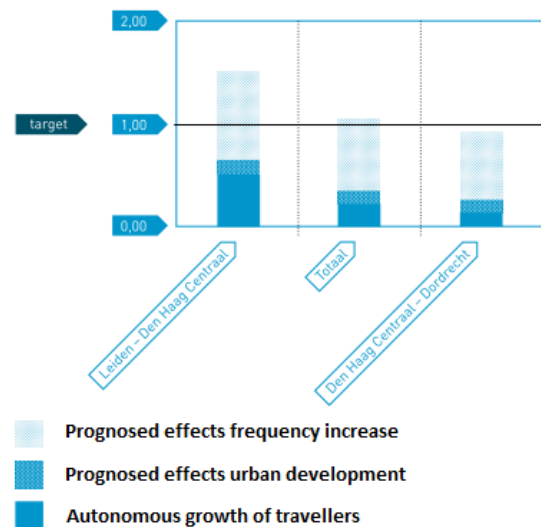 2,00
target
1,00
0,00
Leiden – Den Haag Centraal
Totaal
Den Haag Centraal – Dordrecht
Prognosed effects frequency increase
Prognosed effects urban development
Autonomous growth of travellers